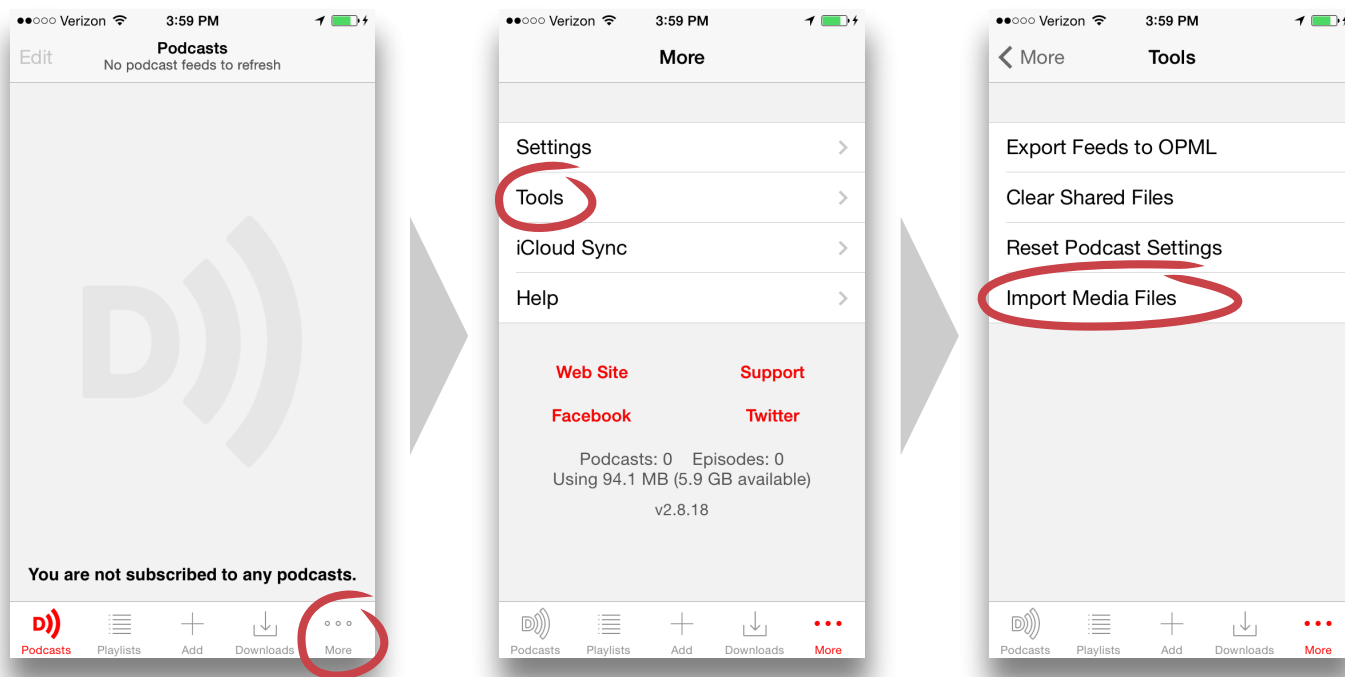 Verizon 3:59 PM
Edit
Podcasts
No podcast feeds to refresh
D
You are not subscribed to any podcasts.
D
Podcasts Playlists Add Downloads More
Verizon 3:59 PM
More
Settings
Tools
iCloud Sync
Help
Web Site Support
Facebook Twitter
Podcasts: 0 Episodes: 0
Using 94.1 MB (5.9 GB available)
v2.8.18
D
Podcasts Playlists Add Downloads More
Verizon 3:59 PM
More Tools
Export Feeds to OPML
Clear Shared Files
Reset Podcast Settings
Import Media Files
D
Podcasts Playlists Add Downloads More